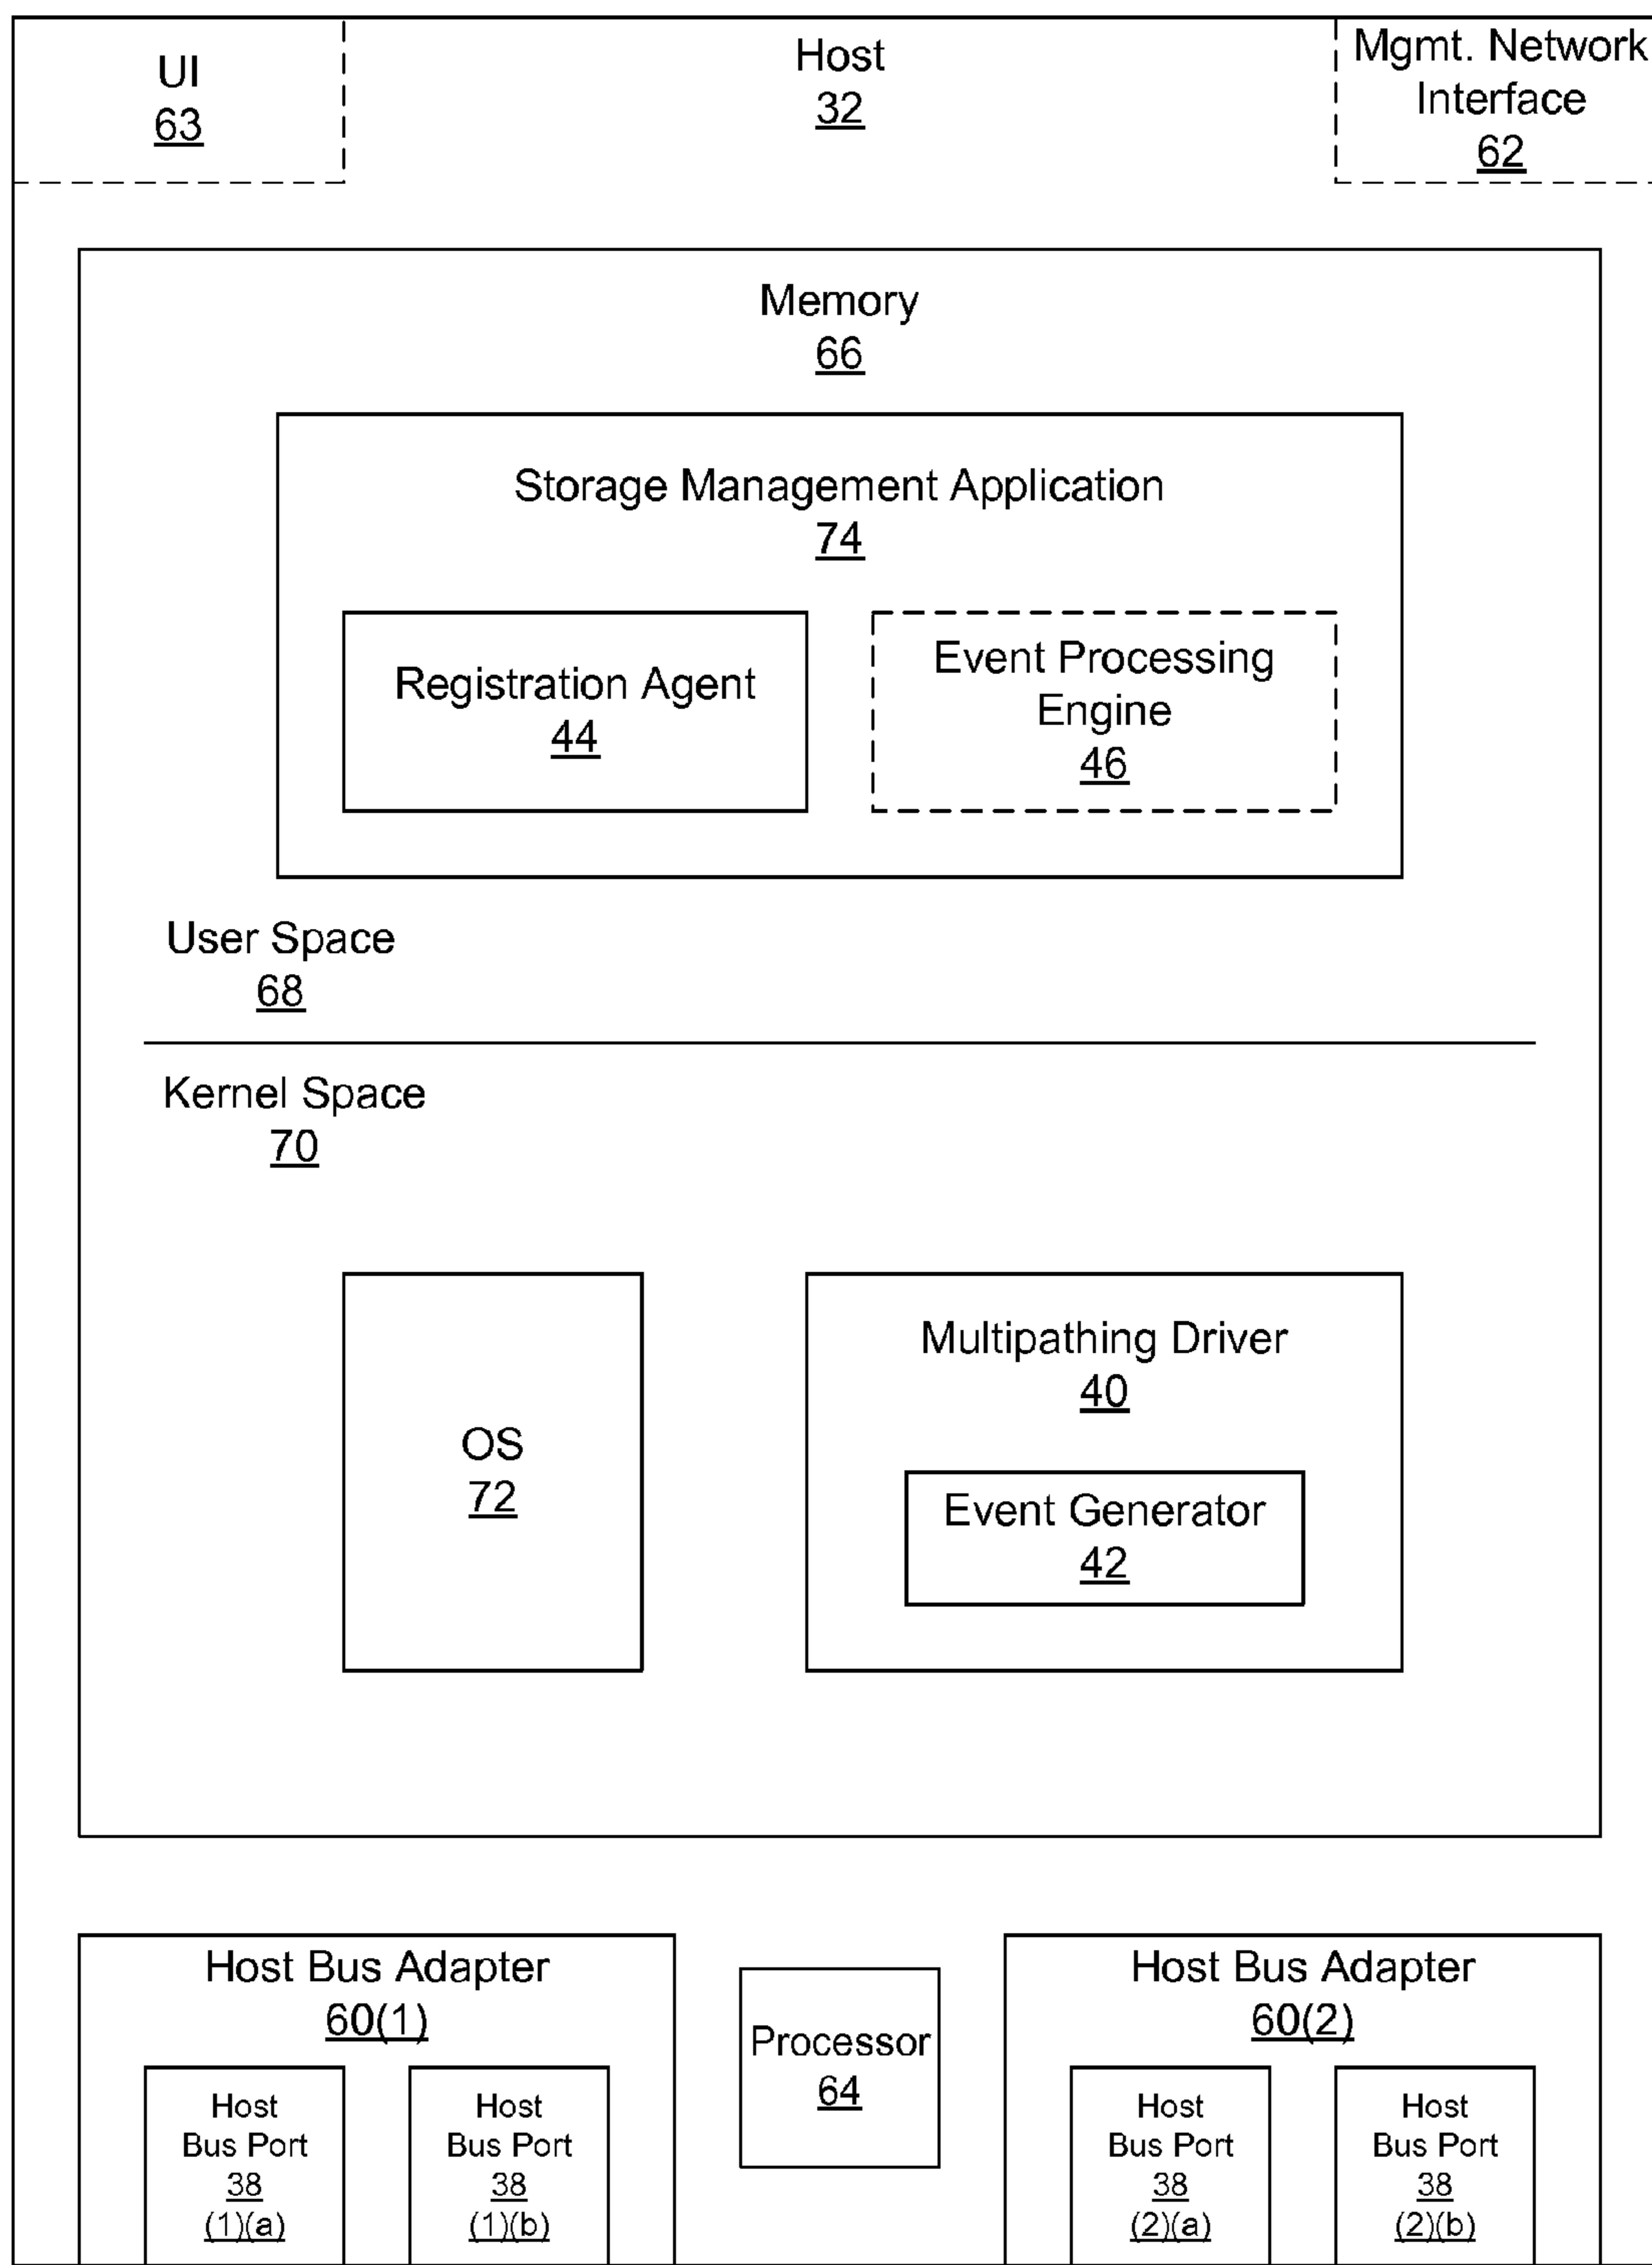 UI
63
Host
32
Mgmt. Network
Interface
62
Memory
66
Storage Management Application
74
Registration Agent
44
Event Processing
Engine
46
User Space
68
Kernel Space
70
OS
72
Multipathing Driver
40
Event Generator
42
Host Bus Adapter
60(1)
Host
Bus Port
38
(1)(a)
Host
Bus Port
38
(1)(b)
Processor
64
Host Bus Adapter
60(2)
Host
Bus Port
38
(2)(a)
Host
Bus Port
38
(2)(b)